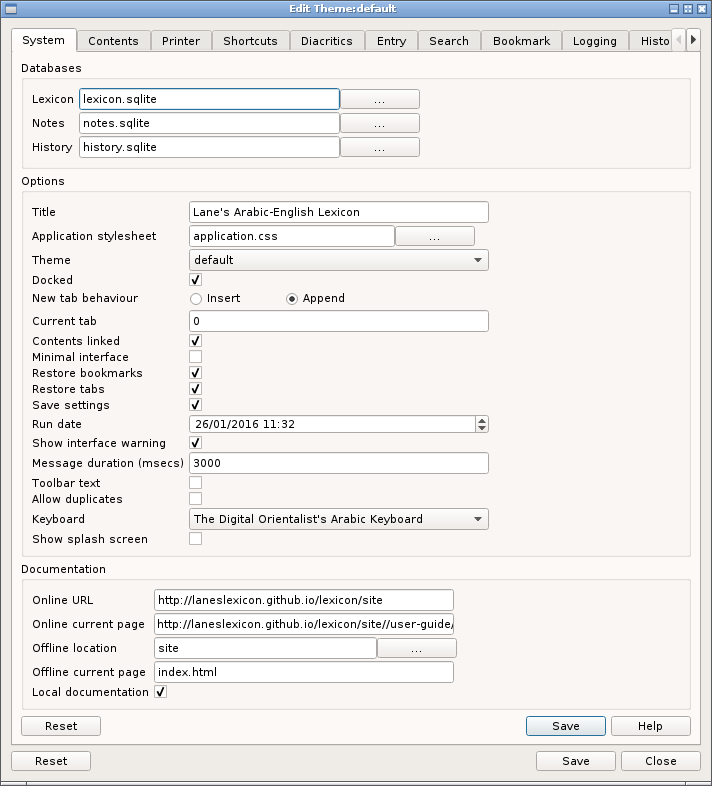 Edit Theme:default
System Contents Printer Shortcuts Diacritics Entry Search Bookmark Logging Histo
Databases
Lexicon lexicon.sqlite ...
Notes notes.sqlite ...
History history.sqlite ...
Options
Title Lane's Arabic-English Lexicon
Application stylesheet application.css ...
Theme default
Docked
New tab behaviour Insert Append
Current tab 0
Contents linked
Minimal interface
Restore bookmarks
Restore tabs
Save settings
Run date 26/01/2016 11:32
Show interface warning
Message duration (msecs) 3000
Toolbar text
Allow duplicates
Keyboard The Digital Orientalist's Arabic Keyboard
Show splash screen
Documentation
Online URL http://laneslexicon.github.io/lexicon/site
Online current page http://laneslexicon.github.io/lexicon/site//user-guide/
Offline location site ...
Offline current page index.html
Local documentation
Reset Save Help
Reset Save Close